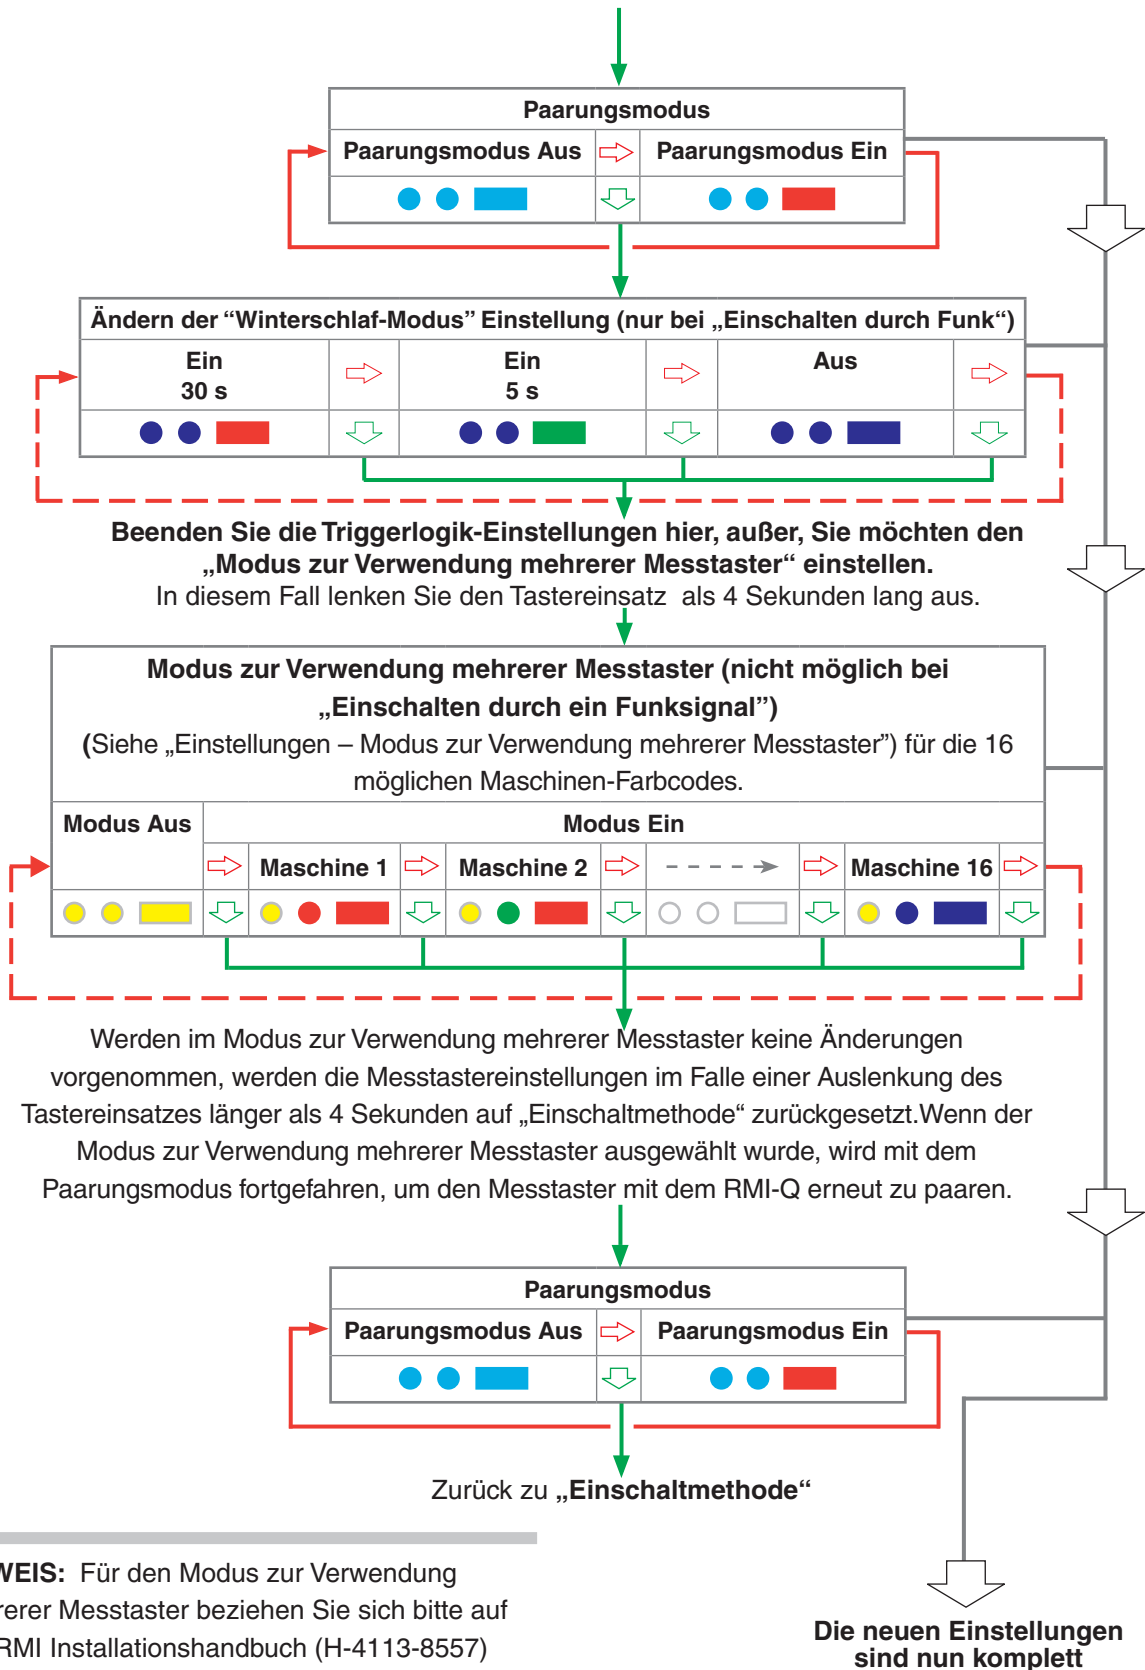 Paarungsmodus
Paarungsmodus Aus Paarungsmodus Ein
Ändern der “Winterschlaf-Modus” Einstellung (nur bei „Einschalten durch Funk“)
Ein Ein Aus
30 s 5 s
Beenden Sie die Triggerlogik-Einstellungen hier, außer, Sie möchten den
„Modus zur Verwendung mehrerer Messtaster“ einstellen.
In diesem Fall lenken Sie den Tastereinsatz als 4 Sekunden lang aus.
Modus zur Verwendung mehrerer Messtaster (nicht möglich bei
„Einschalten durch ein Funksignal”)
(Siehe „Einstellungen – Modus zur Verwendung mehrerer Messtaster”) für die 16
möglichen Maschinen-Farbcodes.
Modus Aus Modus Ein
Maschine 1 Maschine 2 Maschine 16
Werden im Modus zur Verwendung mehrerer Messtaster keine Änderungen
vorgenommen, werden die Messtastereinstellungen im Falle einer Auslenkung des
Tastereinsatzes länger als 4 Sekunden auf „Einschaltmethode“ zurückgesetzt.Wenn der
Modus zur Verwendung mehrerer Messtaster ausgewählt wurde, wird mit dem
Paarungsmodus fortgefahren, um den Messtaster mit dem RMI-Q erneut zu paaren.
Paarungsmodus
Paarungsmodus Aus Paarungsmodus Ein
Zurück zu „Einschaltmethode“
WEIS: Für den Modus zur Verwendung
rerer Messtaster beziehen Sie sich bitte auf
RMI Installationshandbuch (H-4113-8557)
Die neuen Einstellungen
sind nun komplett